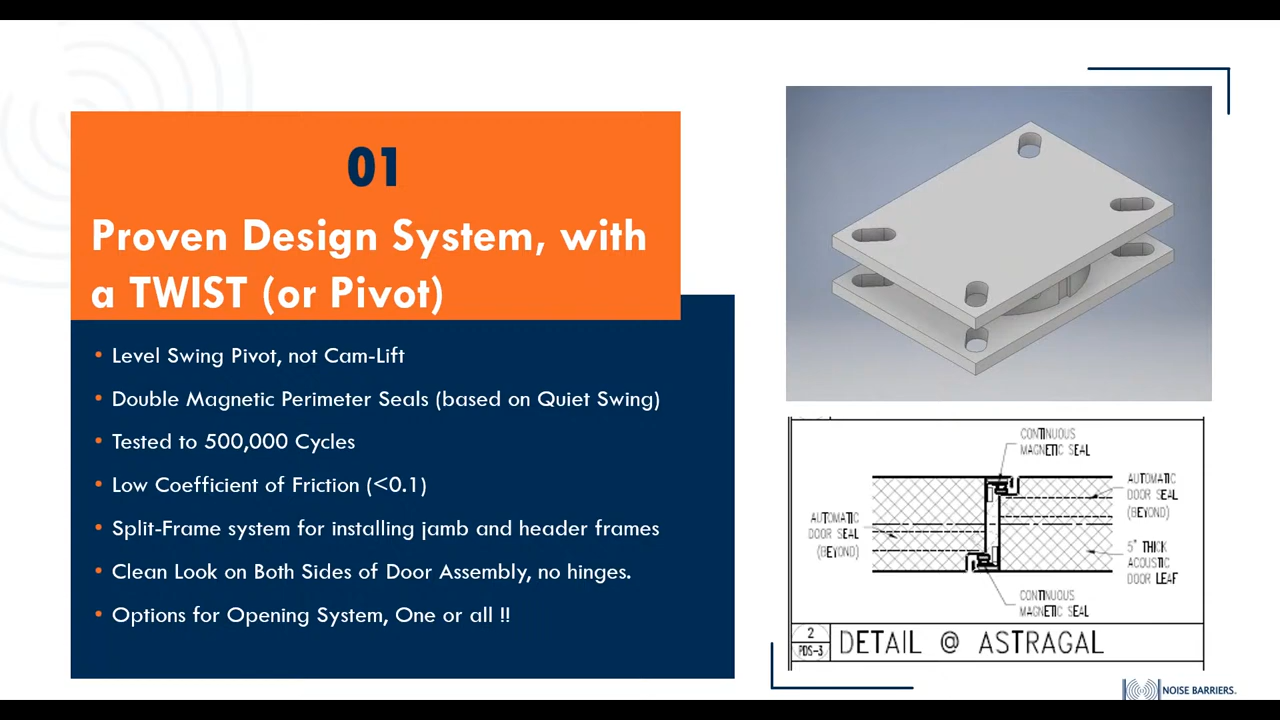 01
Proven Design System, with
a TWIST (or Pivot)
• Level Swing Pivot, not Cam-Lift
• Double Magnetic Perimeter Seals (based on Quiet Swing)
• Tested to 500,000 Cycles
• Low Coefficient of Friction (<0.1)
• Split-Frame system for installing jamb and header frames
• Clean Look on Both Sides of Door Assembly, no hinges.
• Options for Opening System, One or all !!
CONTINUOUS
MAGNETIC SEAL
AUTOMATIC
DOOR SEAL
(BEYOND)
AUTOMATIC
DOOR SEAL
(BEYOND)
5" THICK
ACOUSTIC
DOOR LEAF
CONTINUOUS
MAGNETIC SEAL
2
PDS-3
DETAIL @ ASTRAGAL
NOISE BARRIERS.